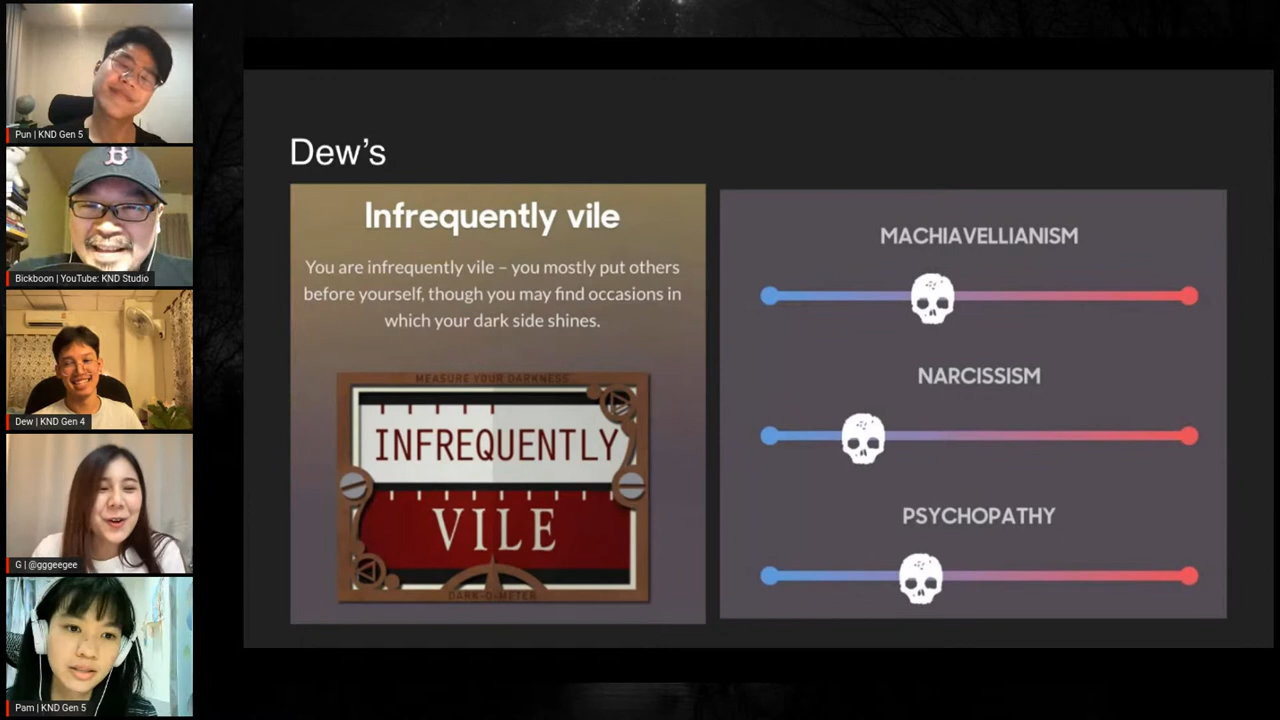 Pun | KND Gen 5
B
Bickboon | YouTube: KND Studio
Dew | KND Gen 4
G | @gggeegee
Pam | KND Gen 5
Dew’s
Infrequently vile
You are infrequently vile – you mostly put others
before yourself, though you may find occasions in
which your dark side shines.
MEASURE YOUR DARKNESS
INFREQUENTLY
VILE
DARK-O-METER
MACHIAVELLIANISM
NARCISSISM
PSYCHOPATHY